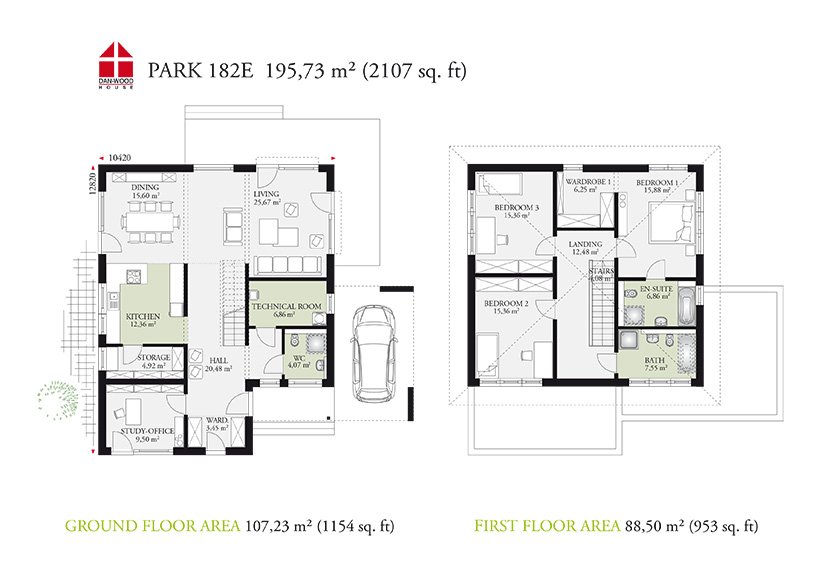 DAN-WOOD
HOUSE
PARK 182E 195,73 m² (2107 sq. ft)
10420
12820
DINING
15,60 m²
LIVING
25,67 m²
KITCHEN
12,36 m²
TECHNICAL ROOM
6,86 m²
STORAGE
4,92 m²
HALL
20,48 m²
WC
4,07 m²
STUDY-OFFICE
9,50 m²
WARD.
3,45 m²
BEDROOM 3
15,36 m²
WARDROBE 1
6,25 m²
BEDROOM 1
15,88 m²
LANDING
12,48 m²
STAIRS
4,08 m²
BEDROOM 2
15,36 m²
EN-SUITE
6,86 m²
BATH
7,55 m²
GROUND FLOOR AREA 107,23 m² (1154 sq. ft)
FIRST FLOOR AREA 88,50 m² (953 sq. ft)